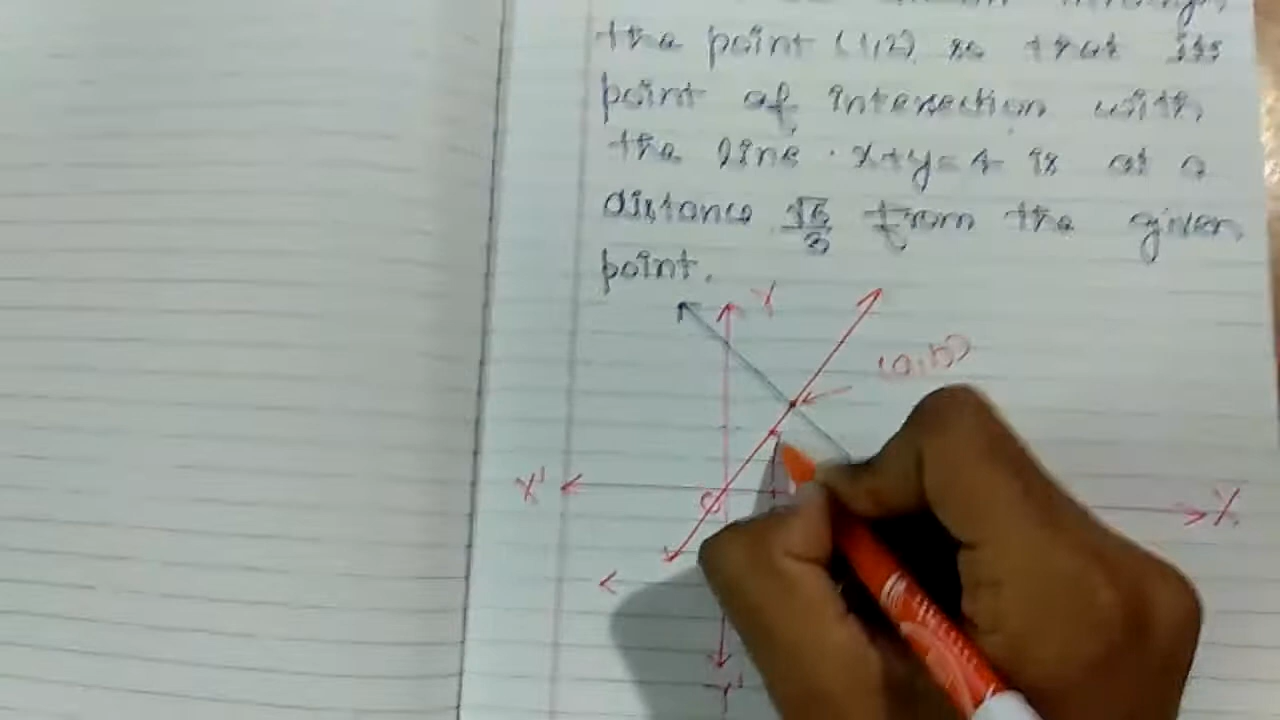 the point (1,2) so that its
point of intersection with
the line x+y=4 is at a
distance √6/3 from the given
point.
Y
(a,b)
X'
O
X
Y'